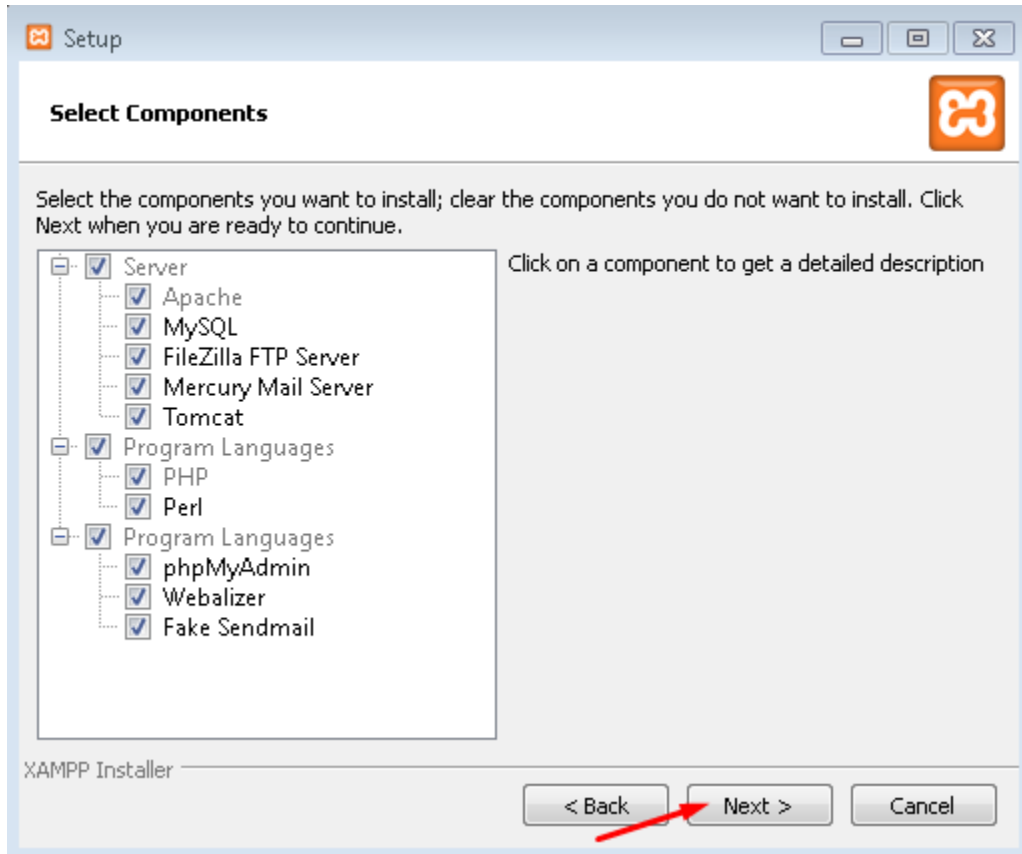 Setup
Select Components
Select the components you want to install; clear the components you do not want to install. Click
Next when you are ready to continue.
Server
Apache
MySQL
FileZilla FTP Server
Mercury Mail Server
Tomcat
Program Languages
PHP
Perl
Program Languages
phpMyAdmin
Webalizer
Fake Sendmail
Click on a component to get a detailed description
XAMPP Installer
< Back
Next >
Cancel